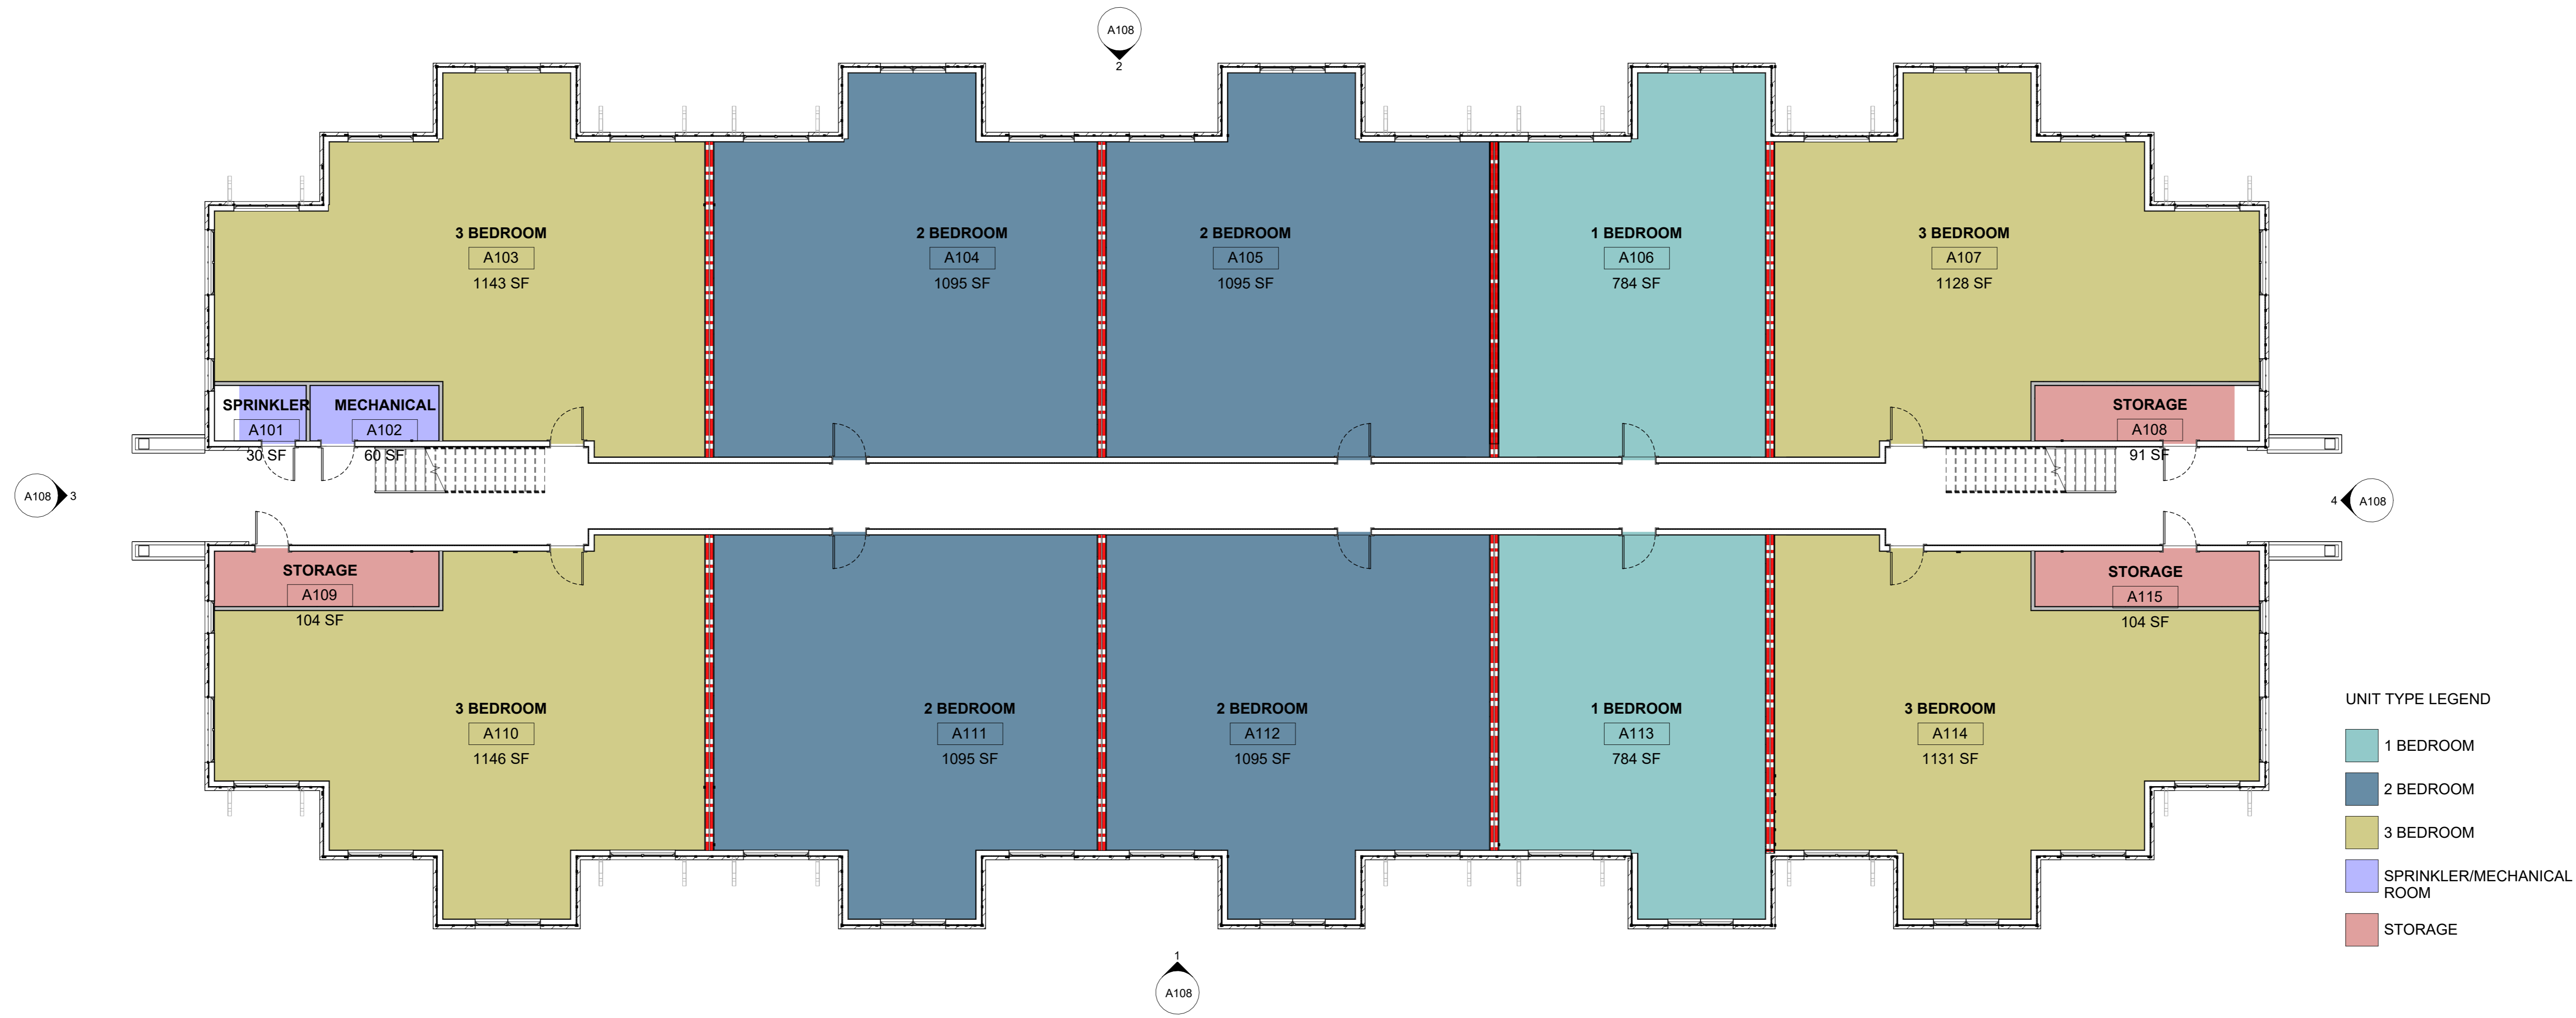 A108
2
3 BEDROOM
A103
1143 SF
2 BEDROOM
A104
1095 SF
2 BEDROOM
A105
1095 SF
1 BEDROOM
A106
784 SF
3 BEDROOM
A107
1128 SF
SPRINKLER
A101
30 SF
MECHANICAL
A102
60 SF
STORAGE
A108
91 SF
A108
3
4
A108
STORAGE
A109
104 SF
STORAGE
A115
104 SF
3 BEDROOM
A110
1146 SF
2 BEDROOM
A111
1095 SF
2 BEDROOM
A112
1095 SF
1 BEDROOM
A113
784 SF
3 BEDROOM
A114
1131 SF
1
A108
UNIT TYPE LEGEND
1 BEDROOM
2 BEDROOM
3 BEDROOM
SPRINKLER/MECHANICAL
ROOM
STORAGE